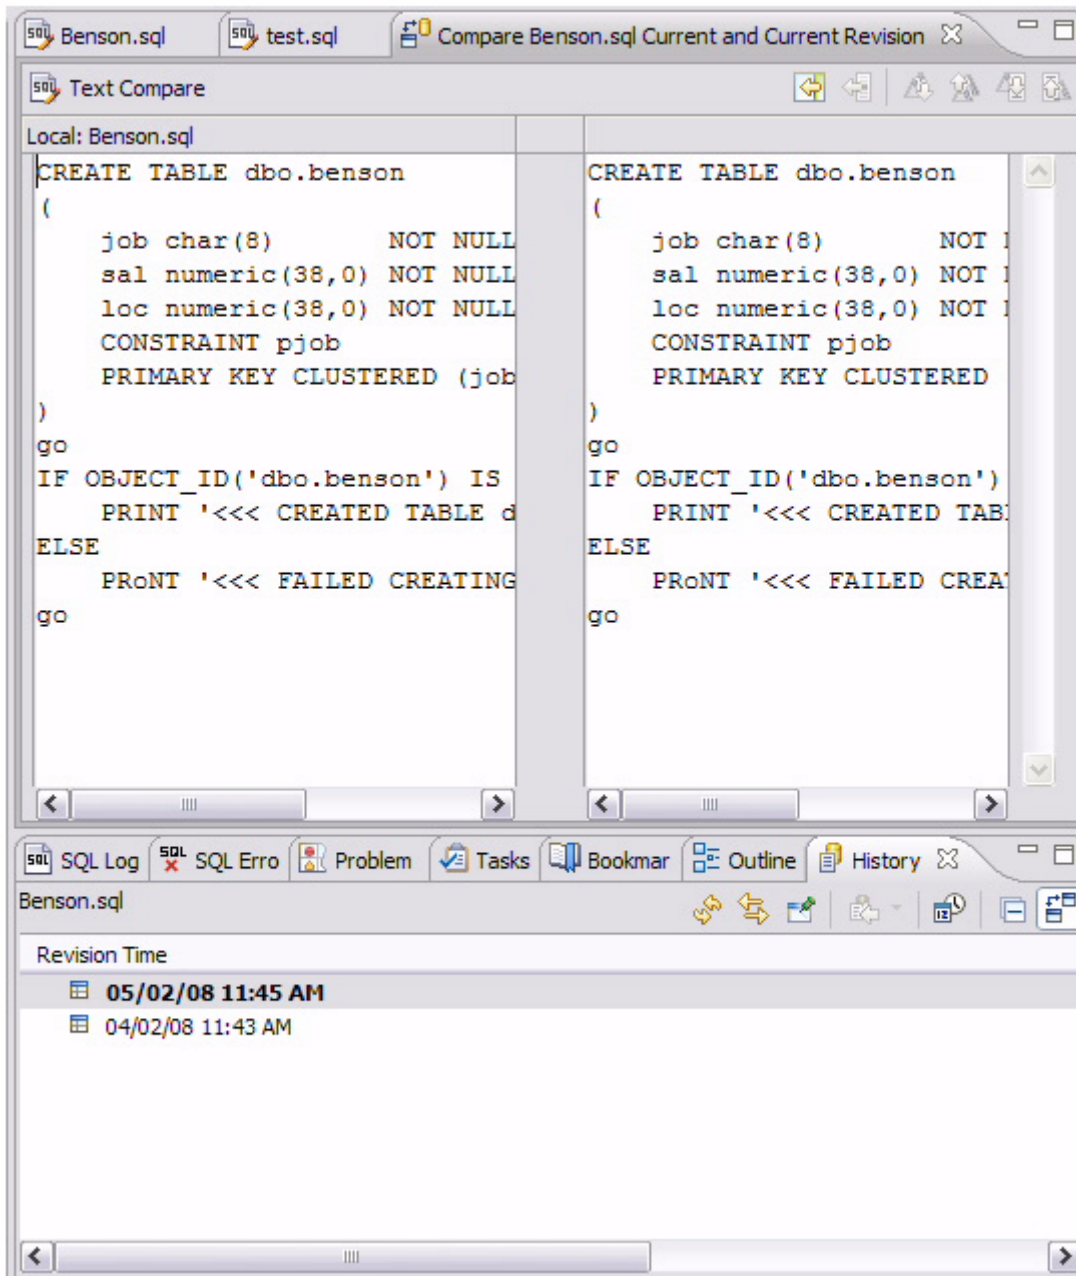 Benson.sql test.sql Compare Benson.sql Current and Current Revision
Text Compare
Local: Benson.sql
CREATE TABLE dbo.benson
(
job char(8) NOT NULL
sal numeric(38,0) NOT NULL
loc numeric(38,0) NOT NULL
CONSTRAINT pjob
PRIMARY KEY CLUSTERED (job
)
go
IF OBJECT_ID('dbo.benson') IS
PRINT '<<< CREATED TABLE d
ELSE
PRoNT '<<< FAILED CREATING
go
CREATE TABLE dbo.benson
(
job char(8) NOT
sal numeric(38,0) NOT
loc numeric(38,0) NOT
CONSTRAINT pjob
PRIMARY KEY CLUSTERED
)
go
IF OBJECT_ID('dbo.benson')
PRINT '<<< CREATED TAB
ELSE
PRoNT '<<< FAILED CREA
go
SQL Log SQL Erro Problem Tasks Bookmar Outline History
Benson.sql
Revision Time
05/02/08 11:45 AM
04/02/08 11:43 AM